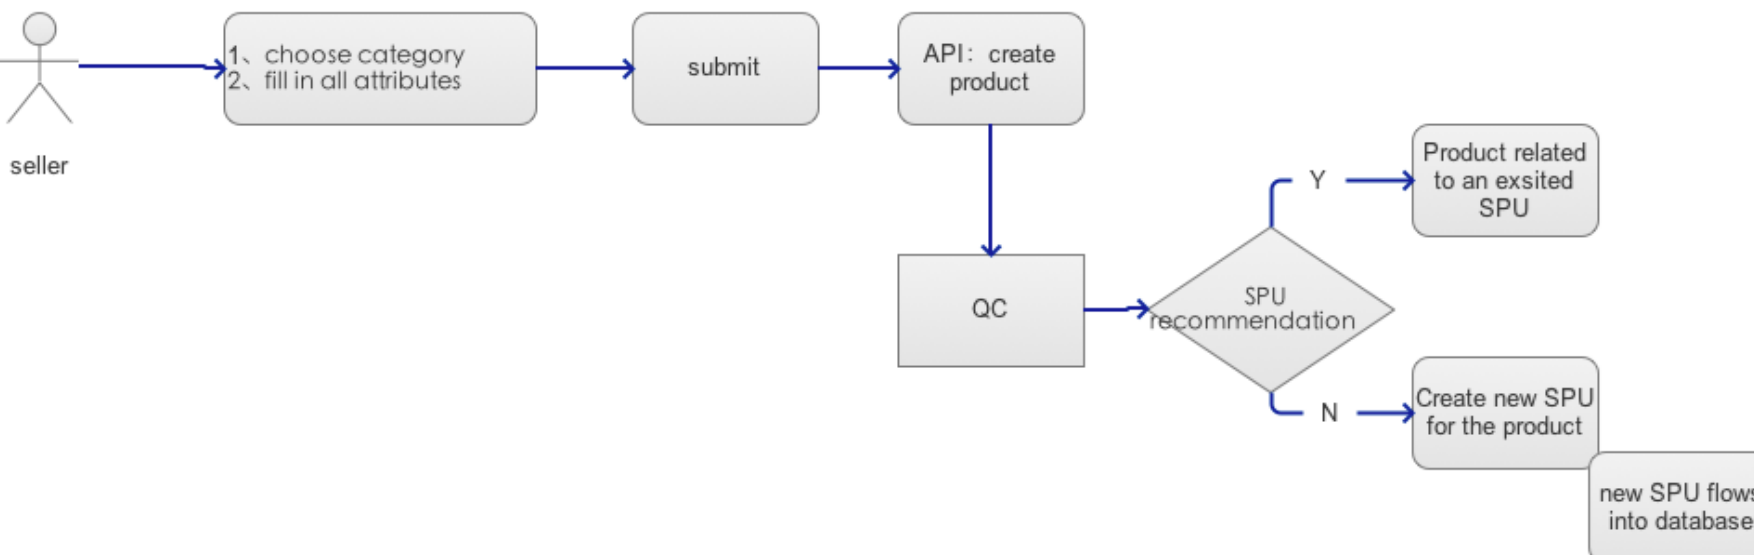 seller
1、choose category
2、fill in all attributes
submit
API：create
product
QC
SPU
recommendation
Y
Product related
to an exsited
SPU
N
Create new SPU
for the product
new SPU flows
into database